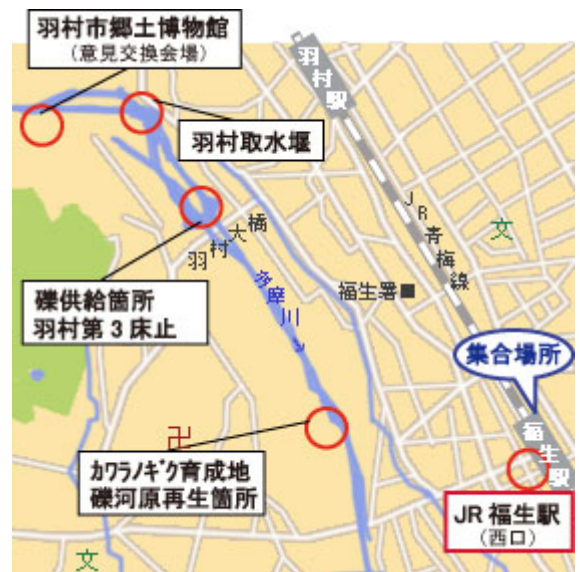 羽村市郷土博物館
(意見交換会場)
羽村取水堰
羽村駅
JR青梅線
文
羽村大橋
多摩川→
福生署■
礫供給箇所
羽村第3床止
集合場所
福生駅
卍
カワラノギク育成地
礫河原再生箇所
JR 福生駅
(西口)
文